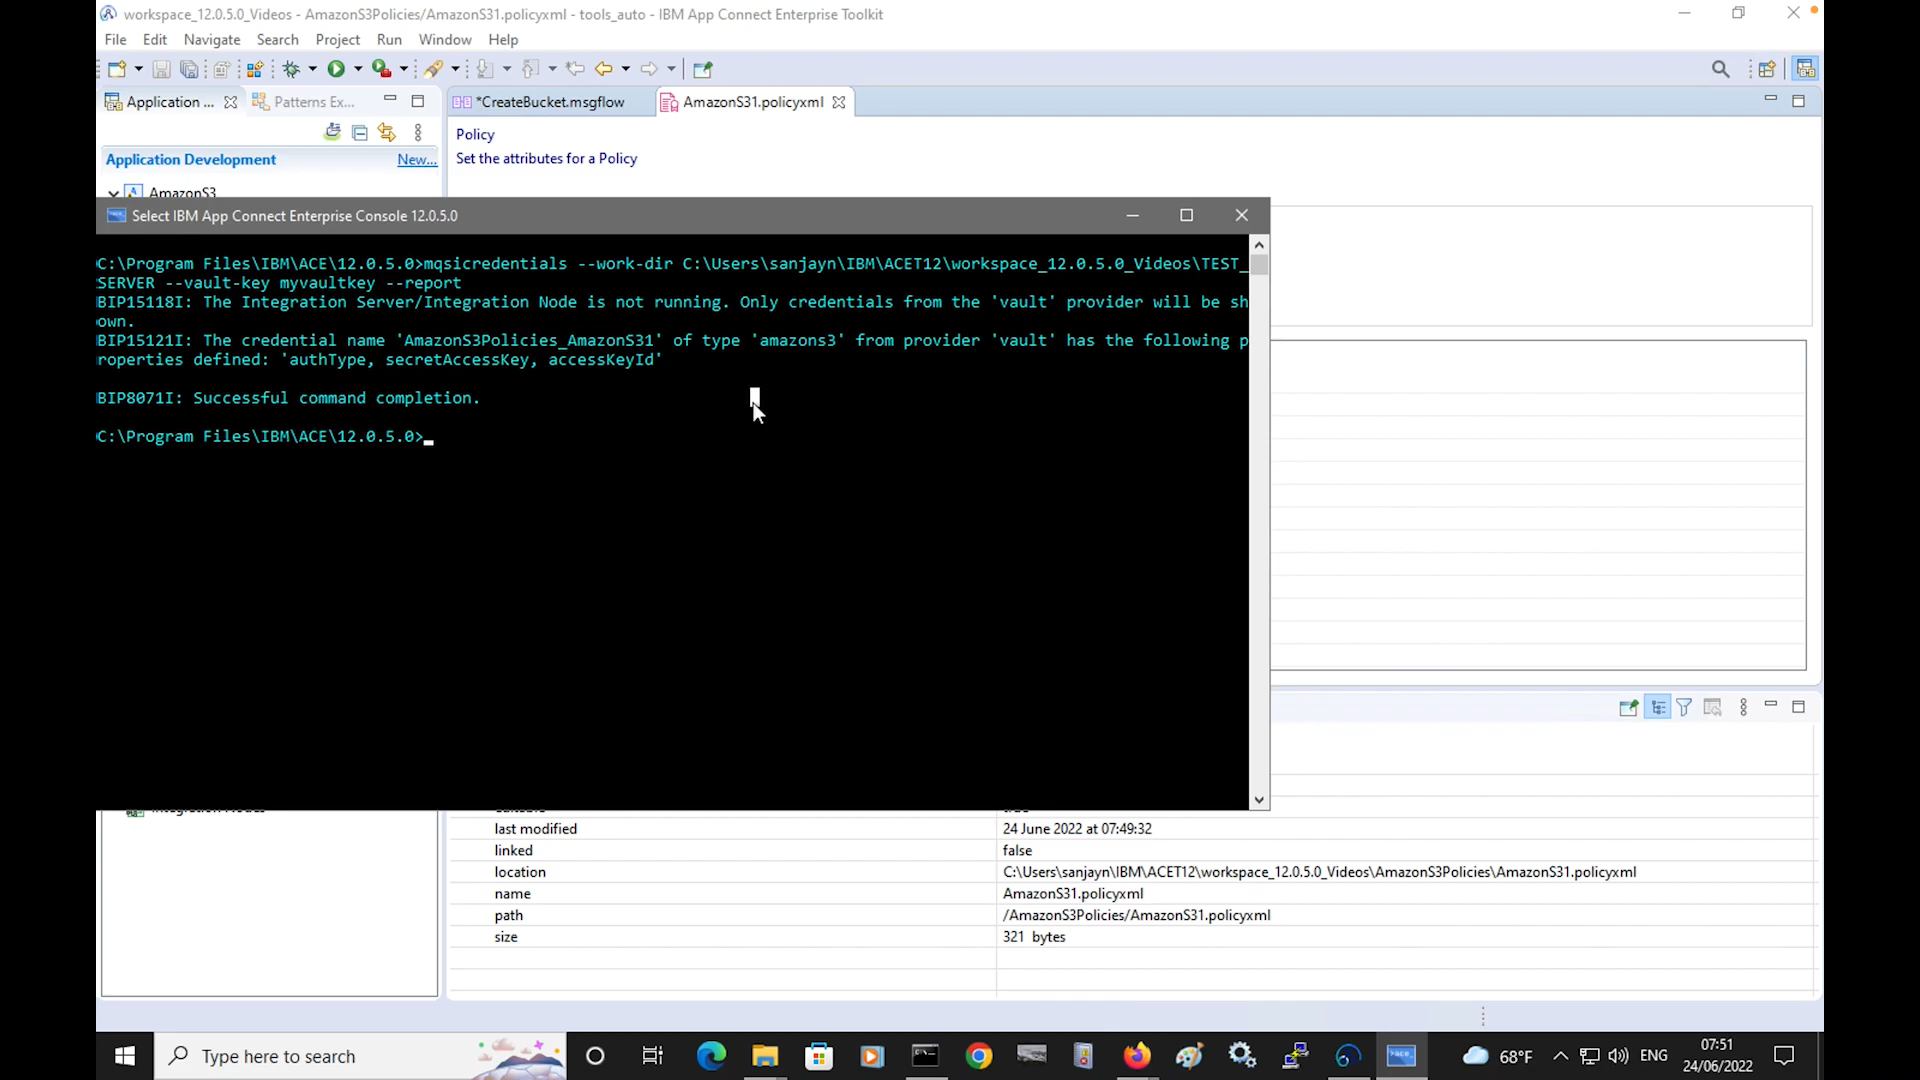 workspace_12.0.5.0_Videos - AmazonS3Policies/AmazonS31.policyxml - tools_auto - IBM App Connect Enterprise Toolkit
File Edit Navigate Search Project Run Window Help
Application ... Patterns Ex... *CreateBucket.msgflow AmazonS31.policyxml
Policy
Application Development New... Set the attributes for a Policy
AmazonS3
Select IBM App Connect Enterprise Console 12.0.5.0
C:\Program Files\IBM\ACE\12.0.5.0>mqsicredentials --work-dir C:\Users\sanjayn\IBM\ACET12\workspace_12.0.5.0_Videos\TEST_
SERVER --vault-key myvaultkey --report
BIP15118I: The Integration Server/Integration Node is not running. Only credentials from the 'vault' provider will be sh
own.
BIP15121I: The credential name 'AmazonS3Policies_AmazonS31' of type 'amazons3' from provider 'vault' has the following p
roperties defined: 'authType, secretAccessKey, accessKeyId'
BIP8071I: Successful command completion.
C:\Program Files\IBM\ACE\12.0.5.0>
last modified 24 June 2022 at 07:49:32
linked false
location C:\Users\sanjayn\IBM\ACET12\workspace_12.0.5.0_Videos\AmazonS3Policies\AmazonS31.policyxml
name AmazonS31.policyxml
path /AmazonS3Policies/AmazonS31.policyxml
size 321 bytes
Type here to search 68°F ENG 07:51
24/06/2022